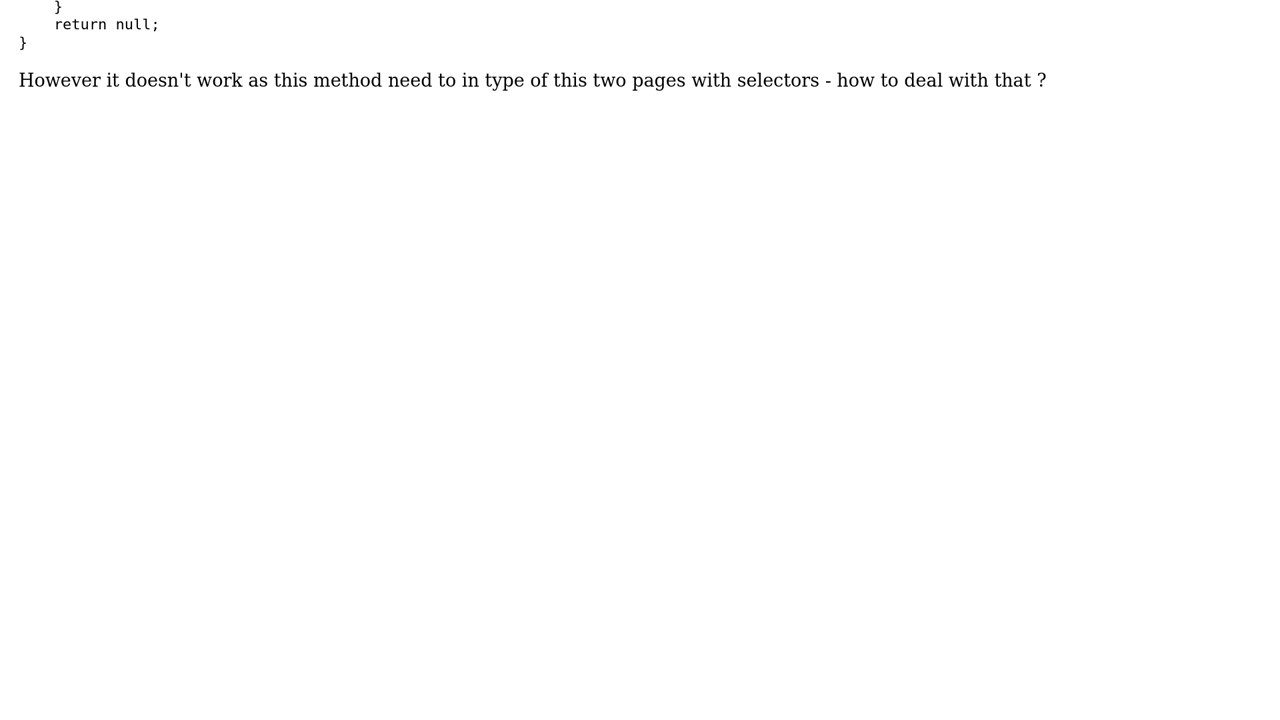 }
    return null;
}
However it doesn't work as this method need to in type of this two pages with selectors - how to deal with that ?